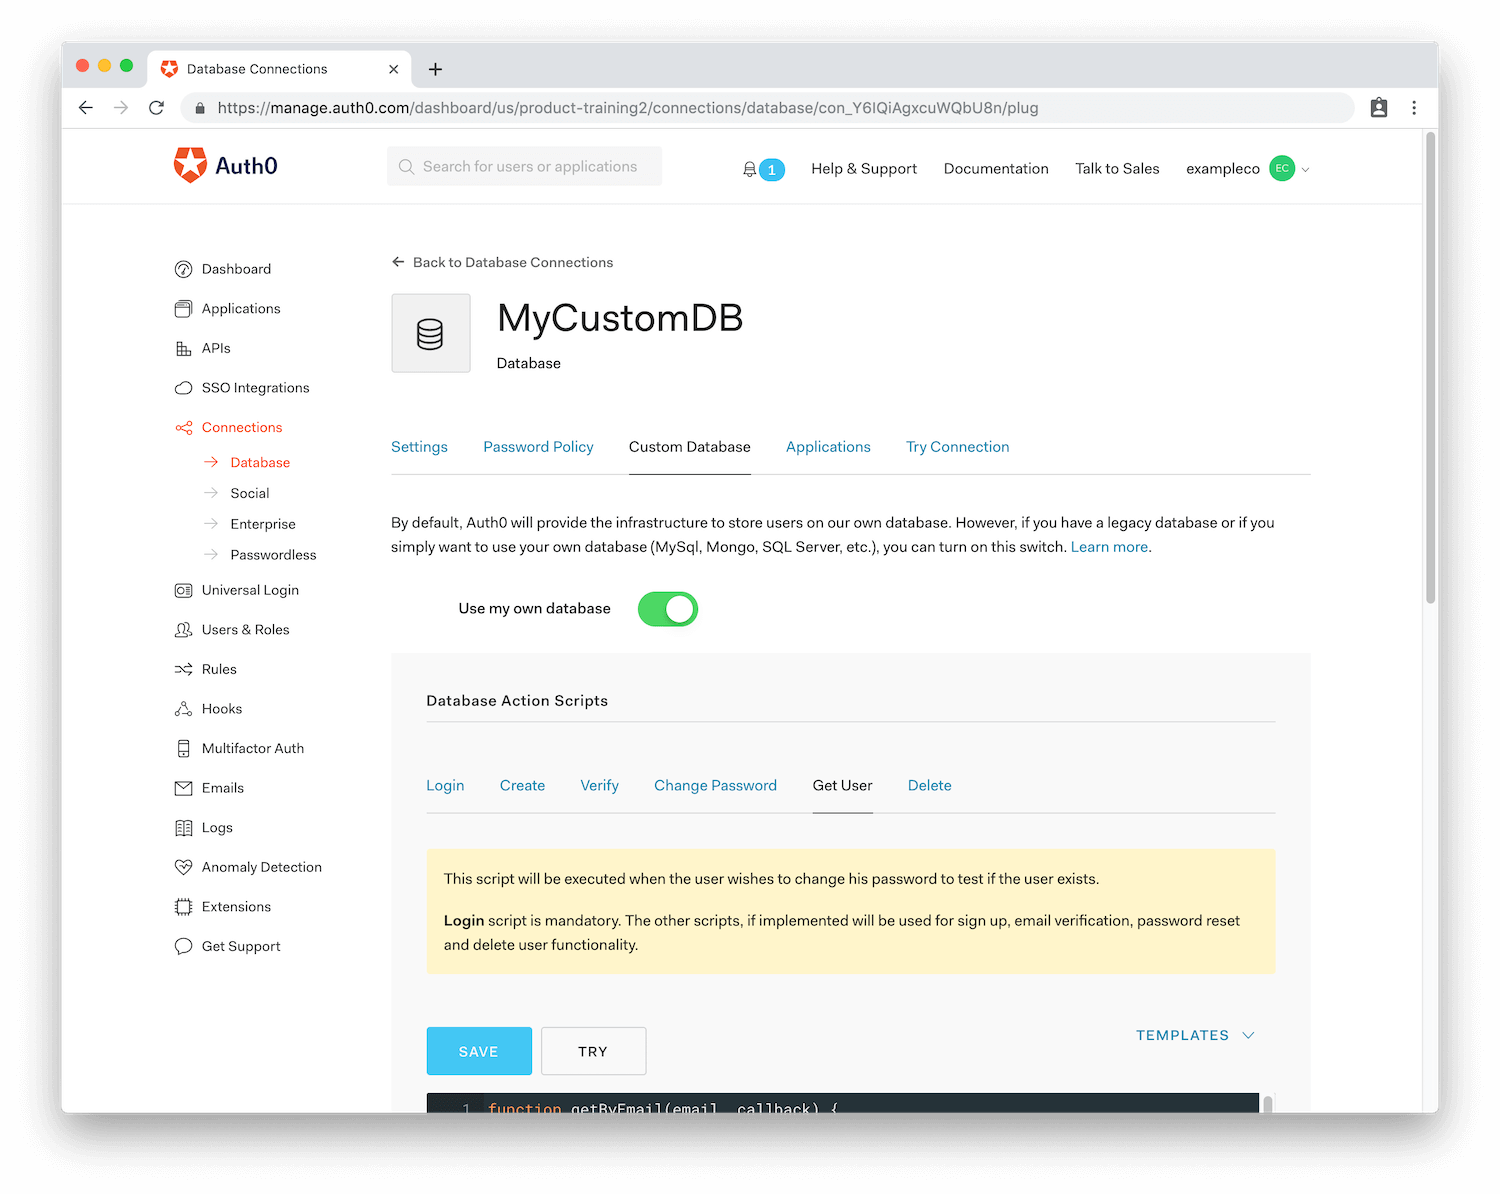 Database Connections
https://manage.auth0.com/dashboard/us/product-training2/connections/database/con_Y6IQiAgxcuWQbU8n/plug
Auth0
Search for users or applications
1
Help & Support
Documentation
Talk to Sales
exampleco
EC
Dashboard
Applications
APIs
SSO Integrations
Connections
Database
Social
Enterprise
Passwordless
Universal Login
Users & Roles
Rules
Hooks
Multifactor Auth
Emails
Logs
Anomaly Detection
Extensions
Get Support
Back to Database Connections
MyCustomDB
Database
Settings
Password Policy
Custom Database
Applications
Try Connection
By default, Auth0 will provide the infrastructure to store users on our own database. However, if you have a legacy database or if you
simply want to use your own database (MySql, Mongo, SQL Server, etc.), you can turn on this switch. Learn more.
Use my own database
Database Action Scripts
Login
Create
Verify
Change Password
Get User
Delete
This script will be executed when the user wishes to change his password to test if the user exists.
Login script is mandatory. The other scripts, if implemented will be used for sign up, email verification, password reset
and delete user functionality.
SAVE
TRY
TEMPLATES
1 function getByEmail(email, callback) {